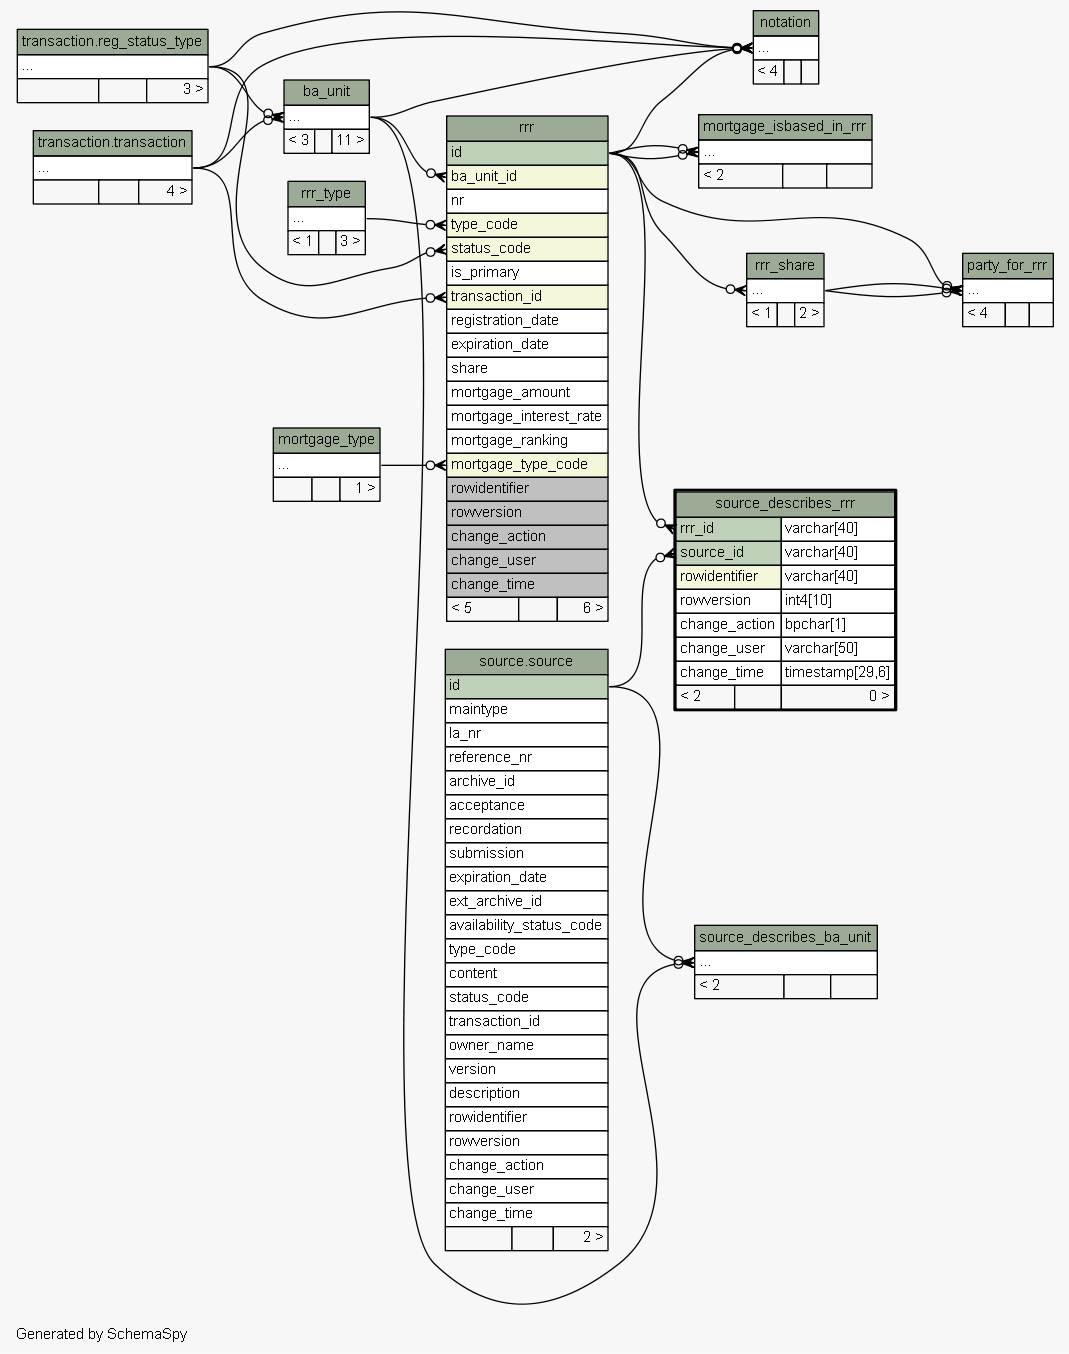 notation
...
< 4
transaction.reg_status_type
...
3 >
ba_unit
...
< 3 11 >
transaction.transaction
...
4 >
rrr_type
...
< 1 3 >
rrr
id
ba_unit_id
nr
type_code
status_code
is_primary
transaction_id
registration_date
expiration_date
share
mortgage_amount
mortgage_interest_rate
mortgage_ranking
mortgage_type_code
rowidentifier
rowversion
change_action
change_user
change_time
< 5 6 >
mortgage_isbased_in_rrr
...
< 2
rrr_share
...
< 1 2 >
party_for_rrr
...
< 4
mortgage_type
...
1 >
source_describes_rrr
rrr_id varchar[40]
source_id varchar[40]
rowidentifier varchar[40]
rowversion int4[10]
change_action bpchar[1]
change_user varchar[50]
change_time timestamp[29,6]
< 2 0 >
source.source
id
maintype
la_nr
reference_nr
archive_id
acceptance
recordation
submission
expiration_date
ext_archive_id
availability_status_code
type_code
content
status_code
transaction_id
owner_name
version
description
rowidentifier
rowversion
change_action
change_user
change_time
2 >
source_describes_ba_unit
...
< 2
Generated by SchemaSpy